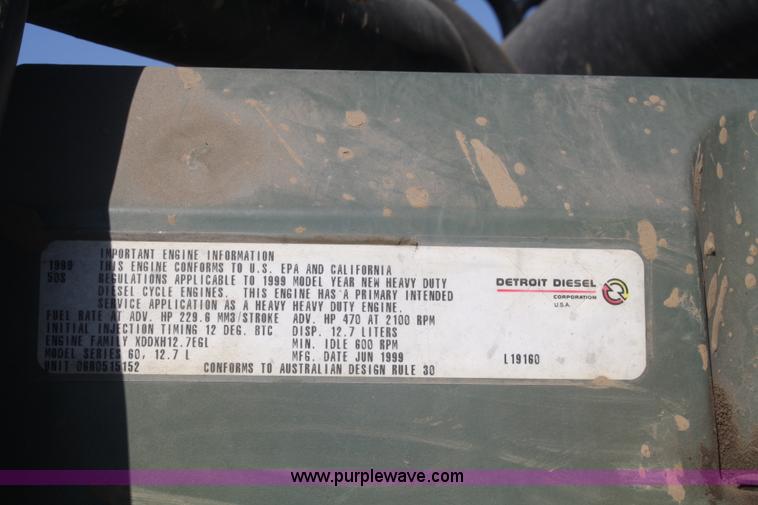 IMPORTANT ENGINE INFORMATION
1999 THIS ENGINE CONFORMS TO U.S. EPA AND CALIFORNIA
50S REGULATIONS APPLICABLE TO 1999 MODEL YEAR NEW HEAVY DUTY
DIESEL CYCLE ENGINES. THIS ENGINE HAS A PRIMARY INTENDED
SERVICE APPLICATION AS A HEAVY HEAVY DUTY ENGINE.
FUEL RATE AT ADV. HP 229.6 MM3/STROKE ADV. HP 470 AT 2100 RPM
INITIAL INJECTION TIMING 12 DEG. BTC DISP. 12.7 LITERS
ENGINE FAMILY XDDXH12.7EGL MIN. IDLE 600 RPM
MODEL SERIES 60, 12.7 L MFG. DATE JUN 1999
UNIT 06R0515152 CONFORMS TO AUSTRALIAN DESIGN RULE 30
DETROIT DIESEL
CORPORATION
U.S.A.
L19160
www.purplewave.com